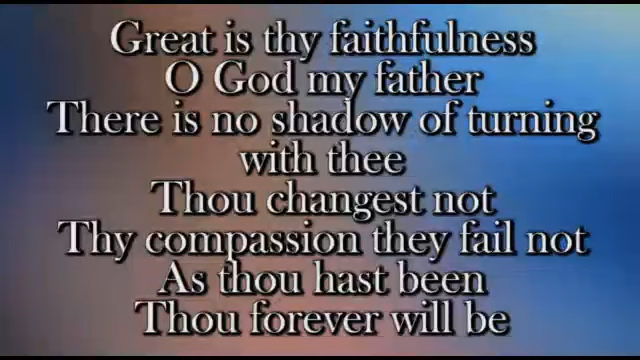 Great is thy faithfulness
O God my father
There is no shadow of turning
with thee
Thou changest not
Thy compassion they fail not
As thou hast been
Thou forever will be